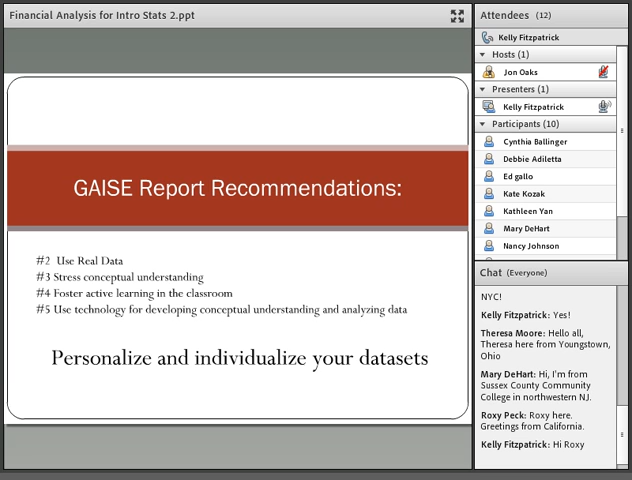 Financial Analysis for Intro Stats 2.ppt
GAISE Report Recommendations:
#2 Use Real Data
#3 Stress conceptual understanding
#4 Foster active learning in the classroom
#5 Use technology for developing conceptual understanding and analyzing data
Personalize and individualize your datasets
Attendees (12)
Kelly Fitzpatrick
Hosts (1)
Jon Oaks
Presenters (1)
Kelly Fitzpatrick
Participants (10)
Cynthia Ballinger
Debbie Adiletta
Ed gallo
Kate Kozak
Kathleen Yan
Mary DeHart
Nancy Johnson
Chat (Everyone)
NYC!
Kelly Fitzpatrick: Yes!
Theresa Moore: Hello all,
Theresa here from Youngstown,
Ohio
Mary DeHart: Hi, I'm from
Sussex County Community
College in northwestern NJ.
Roxy Peck: Roxy here.
Greetings from California.
Kelly Fitzpatrick: Hi Roxy